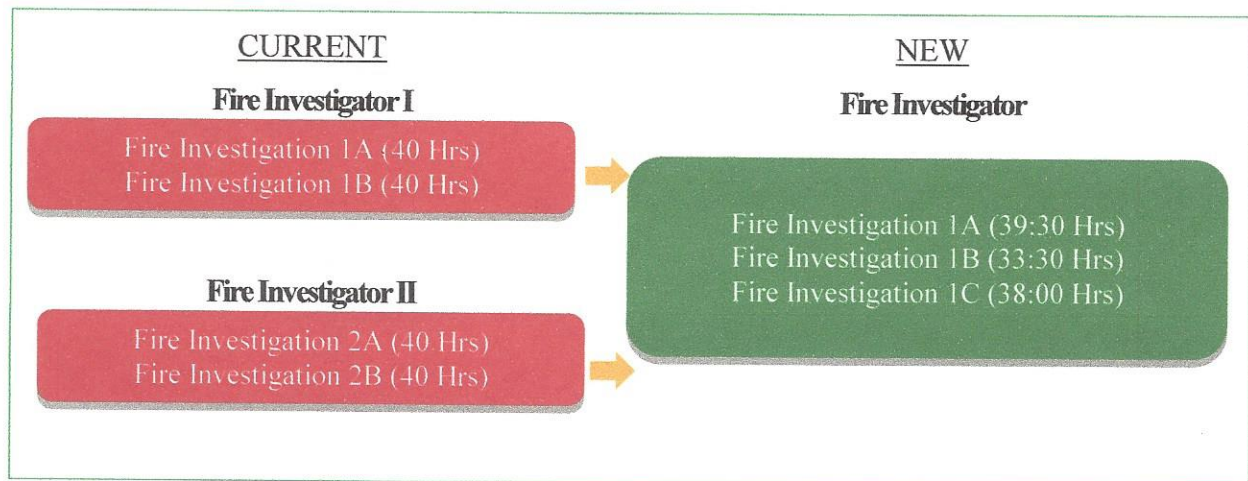 CURRENT
Fire Investigator I
Fire Investigation 1A (40 Hrs)
Fire Investigation 1B (40 Hrs)
Fire Investigator II
Fire Investigation 2A (40 Hrs)
Fire Investigation 2B (40 Hrs)
NEW
Fire Investigator
Fire Investigation 1A (39:30 Hrs)
Fire Investigation 1B (33:30 Hrs)
Fire Investigation 1C (38:00 Hrs)